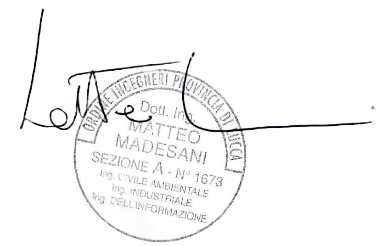 ORDINE INGEGNERI PROVINCIA DI LUCCA
Dott. Ing.
MATTEO
MADESANI
SEZIONE A - N° 1673
Ing. CIVILE AMBIENTALE
Ing. INDUSTRIALE
Ing. DELL'INFORMAZIONE